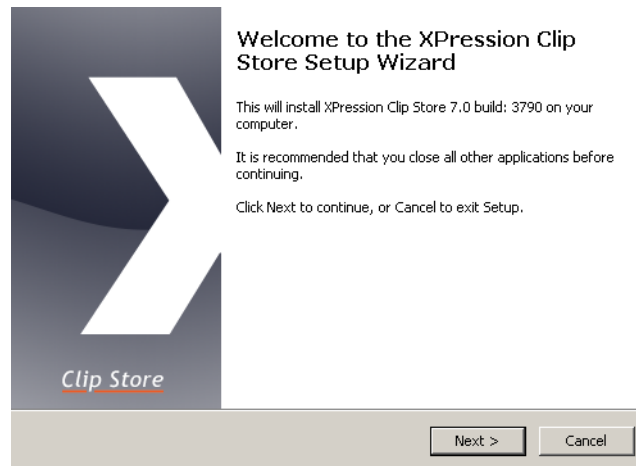 Welcome to the XPression Clip
Store Setup Wizard
This will install XPression Clip Store 7.0 build: 3790 on your
computer.
It is recommended that you close all other applications before
continuing.
Click Next to continue, or Cancel to exit Setup.
Clip Store
Next >
Cancel